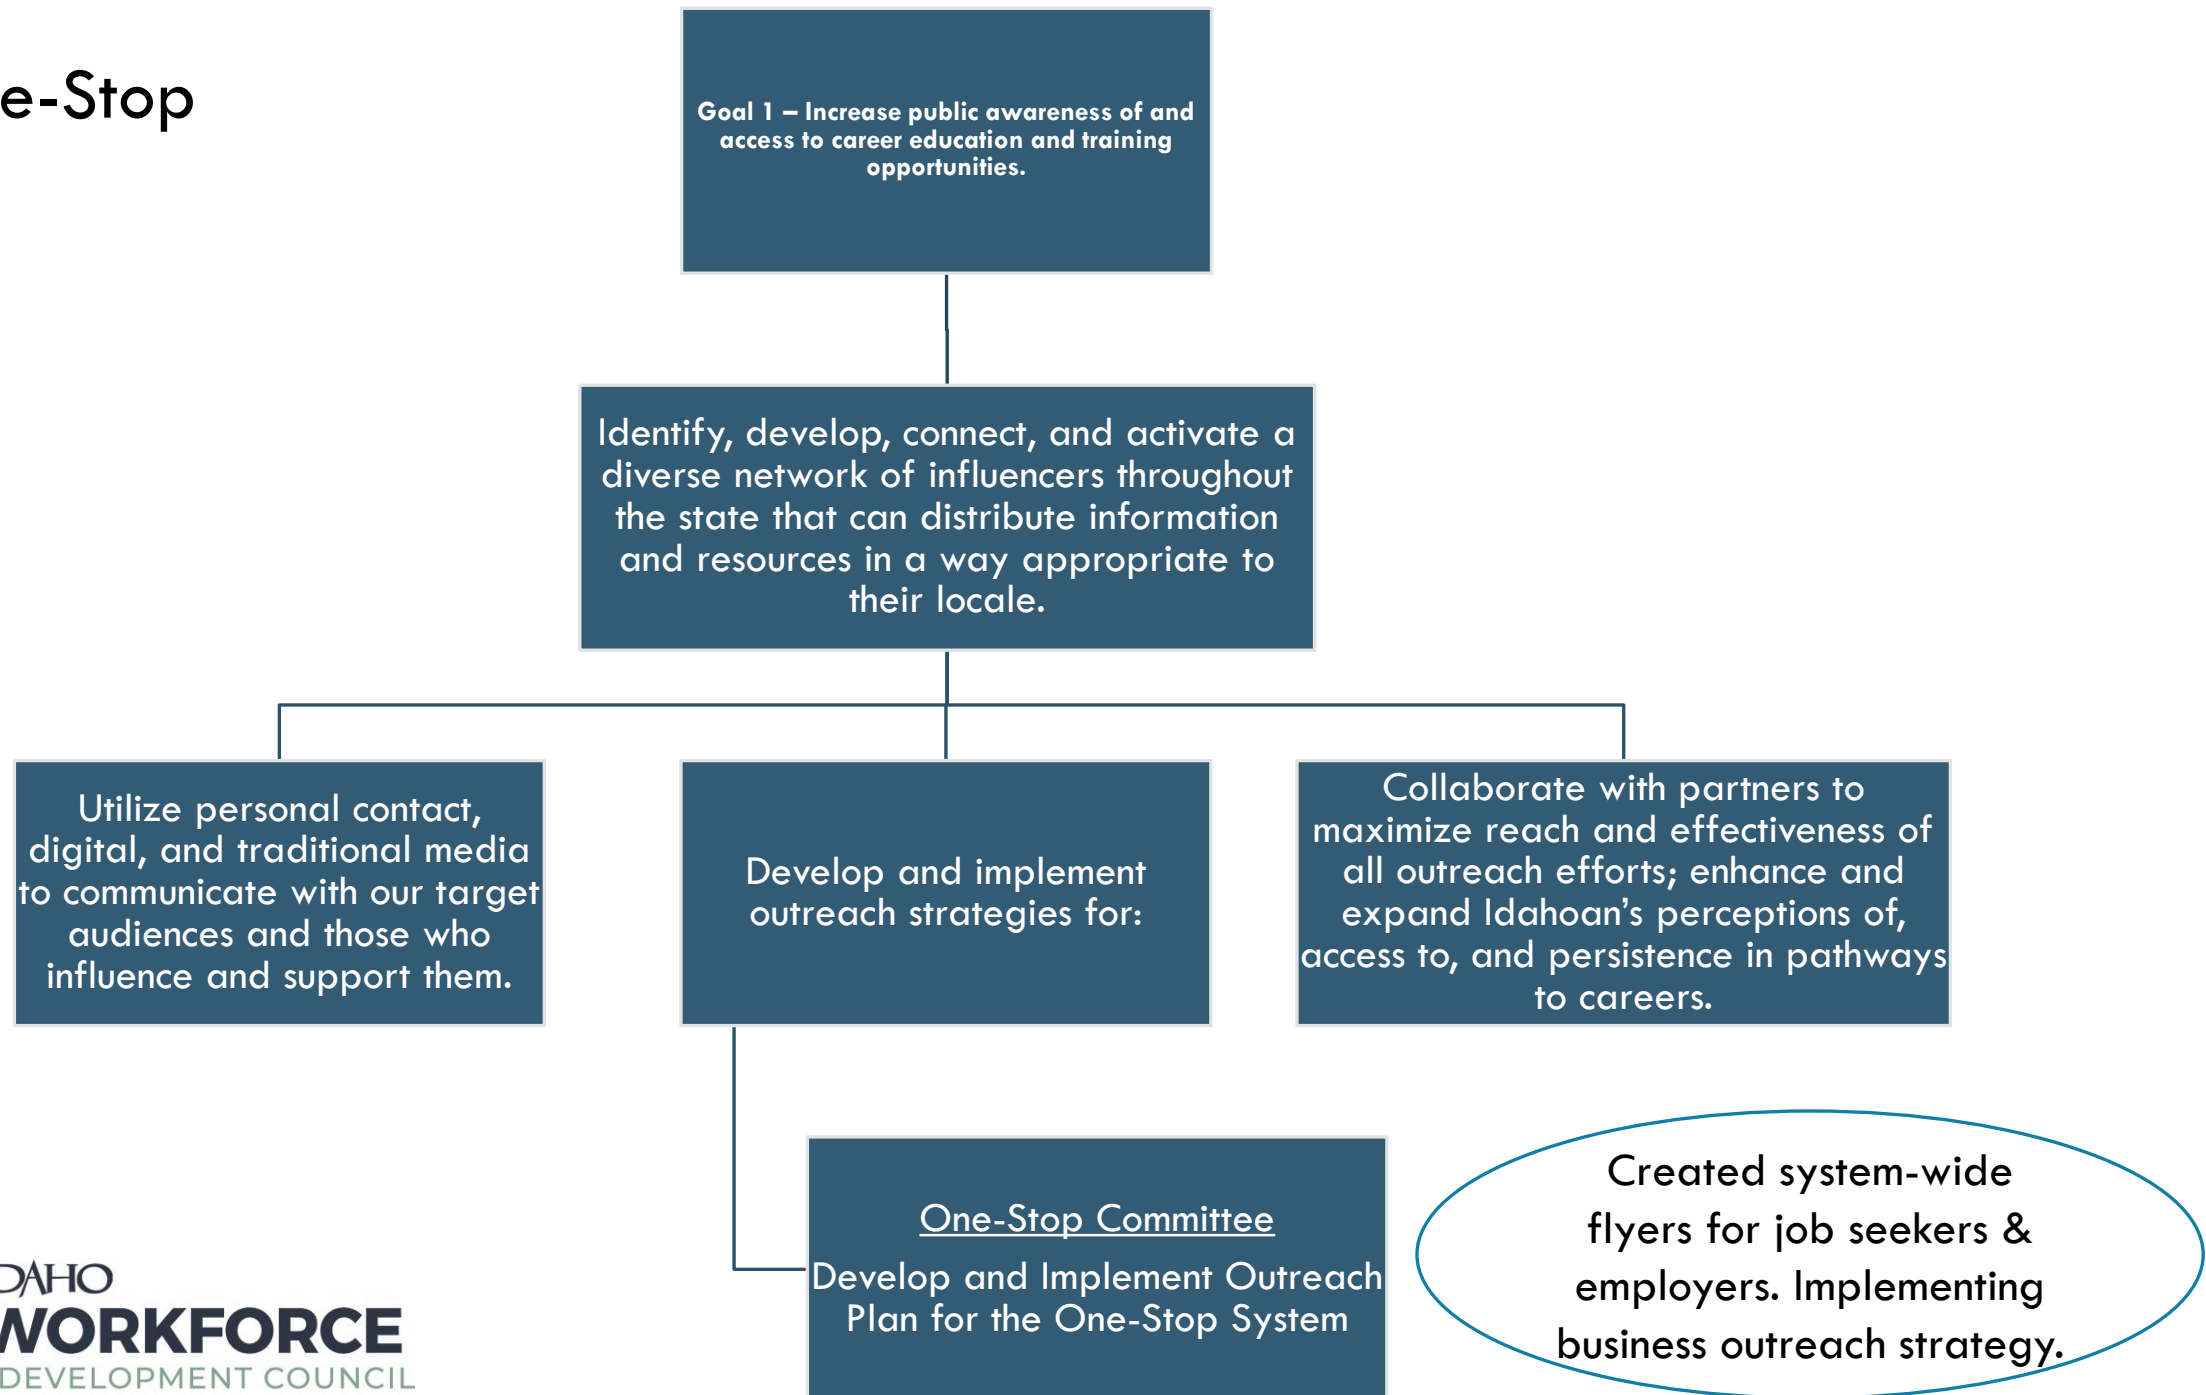 e-Stop
Goal 1 – Increase public awareness of and
access to career education and training
opportunities.
Identify, develop, connect, and activate a
diverse network of influencers throughout
the state that can distribute information
and resources in a way appropriate to
their locale.
Utilize personal contact,
digital, and traditional media
to communicate with our target
audiences and those who
influence and support them.
Develop and implement
outreach strategies for:
Collaborate with partners to
maximize reach and effectiveness of
all outreach efforts; enhance and
expand Idahoan’s perceptions of,
access to, and persistence in pathways
to careers.
One-Stop Committee
Develop and Implement Outreach
Plan for the One-Stop System
Created system-wide
flyers for job seekers &
employers. Implementing
business outreach strategy.
DAHO
WORKFORCE
DEVELOPMENT COUNCIL